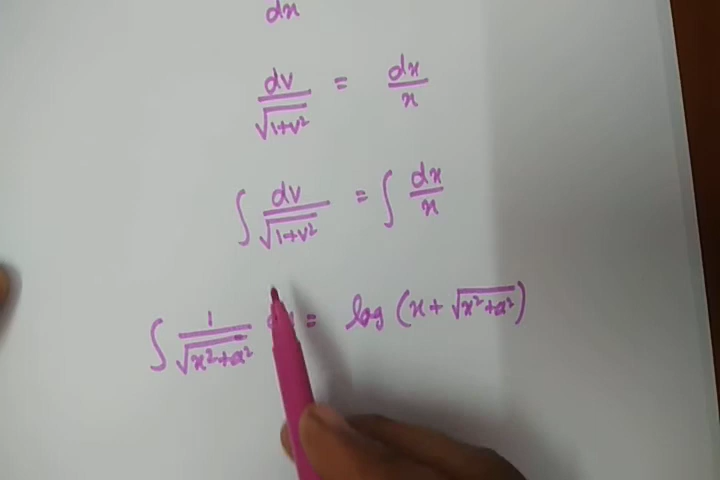 dx
dv/√1+v² = dx/x
∫ dv/√1+v² = ∫ dx/x
∫ 1/√x²+a² = log (x + √x²+a²)